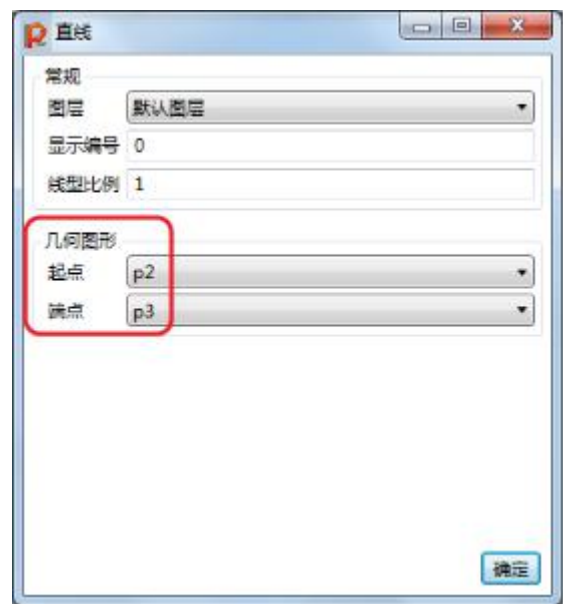 直线
常规
图层 默认图层
显示编号 0
线型比例 1
几何图形
起点 p2
端点 p3
确定